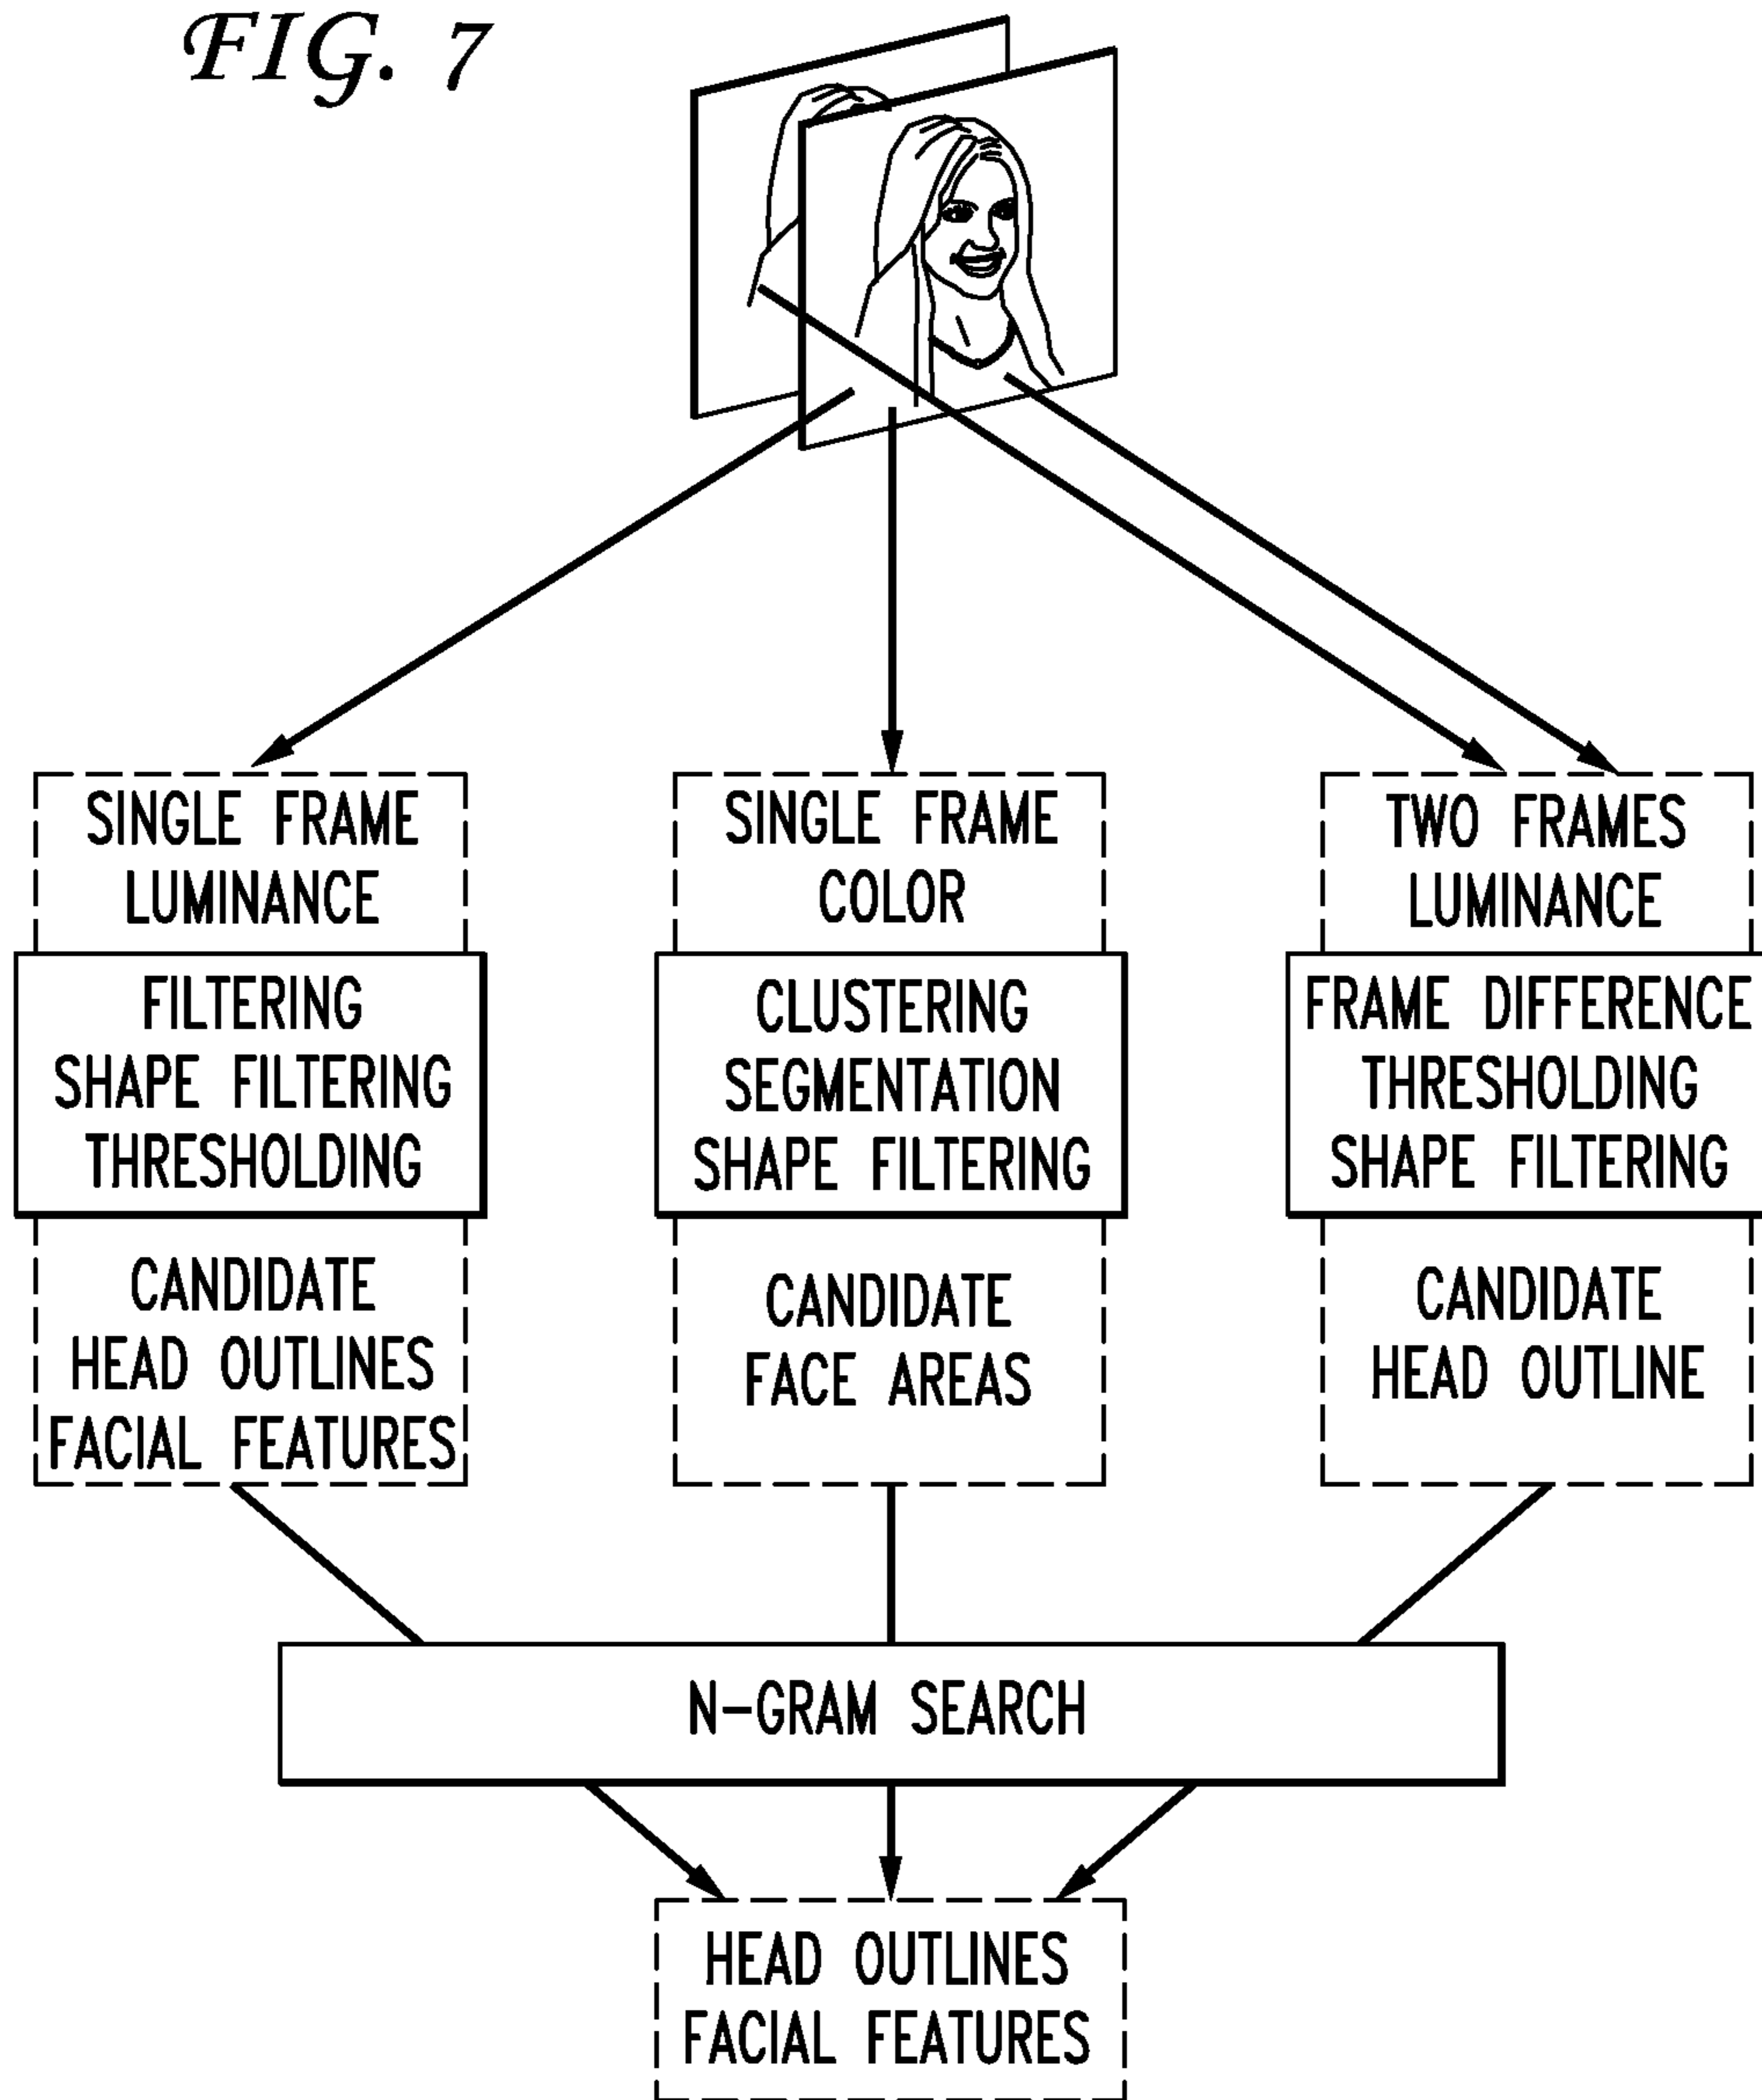 FIG. 7
SINGLE FRAME
LUMINANCE
FILTERING
SHAPE FILTERING
THRESHOLDING
CANDIDATE
HEAD OUTLINES
FACIAL FEATURES
SINGLE FRAME
COLOR
CLUSTERING
SEGMENTATION
SHAPE FILTERING
CANDIDATE
FACE AREAS
TWO FRAMES
LUMINANCE
FRAME DIFFERENCE
THRESHOLDING
SHAPE FILTERING
CANDIDATE
HEAD OUTLINE
N-GRAM SEARCH
HEAD OUTLINES
FACIAL FEATURES